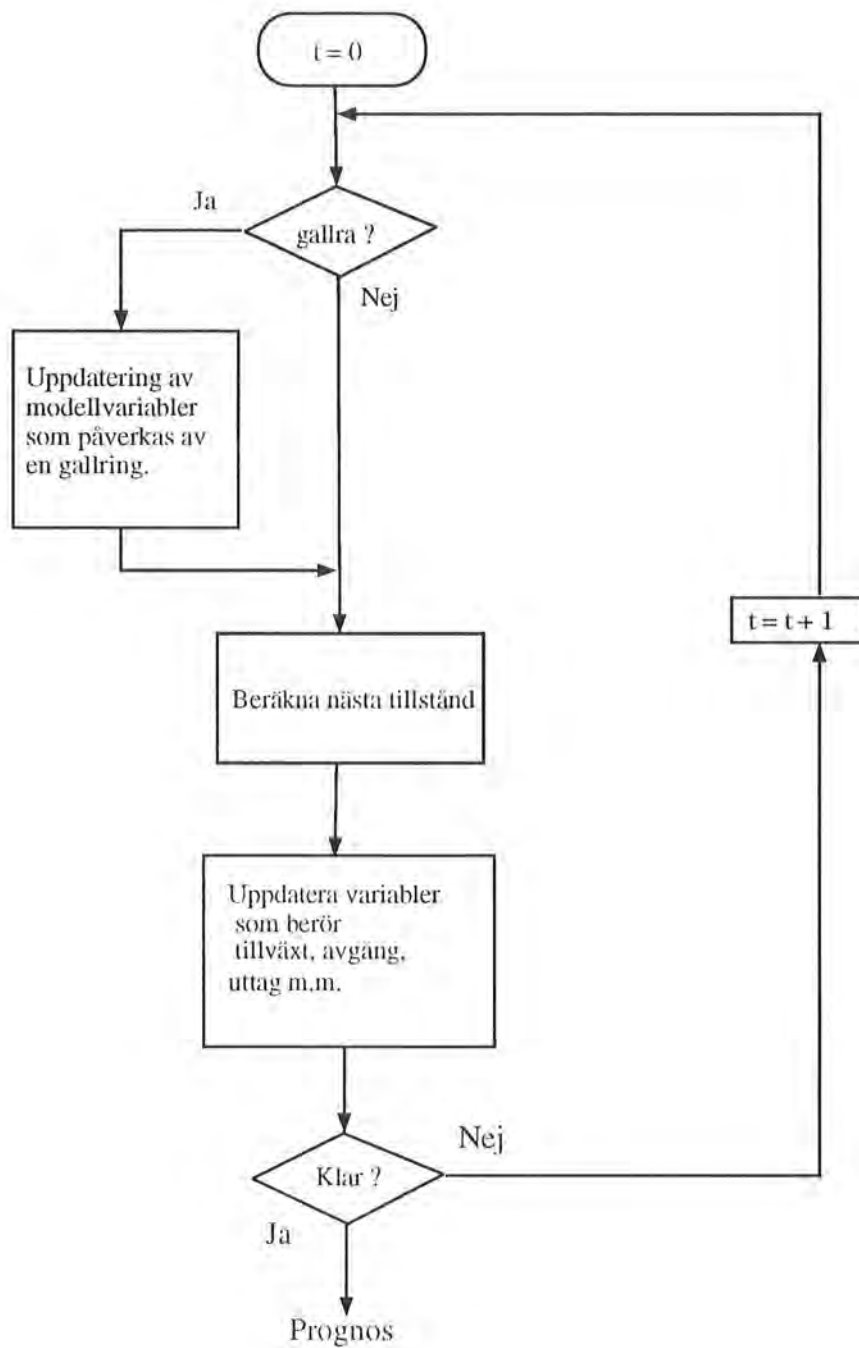 t = 0
Ja
gallra ?
Nej
Uppdatering av
modellvariabler
som påverkas av
en gallring.
t = t + 1
Beräkna nästa tillstånd
Uppdatera variabler
som berör
tillväxt, avgång,
uttag m.m.
Nej
Klar ?
Ja
Prognos